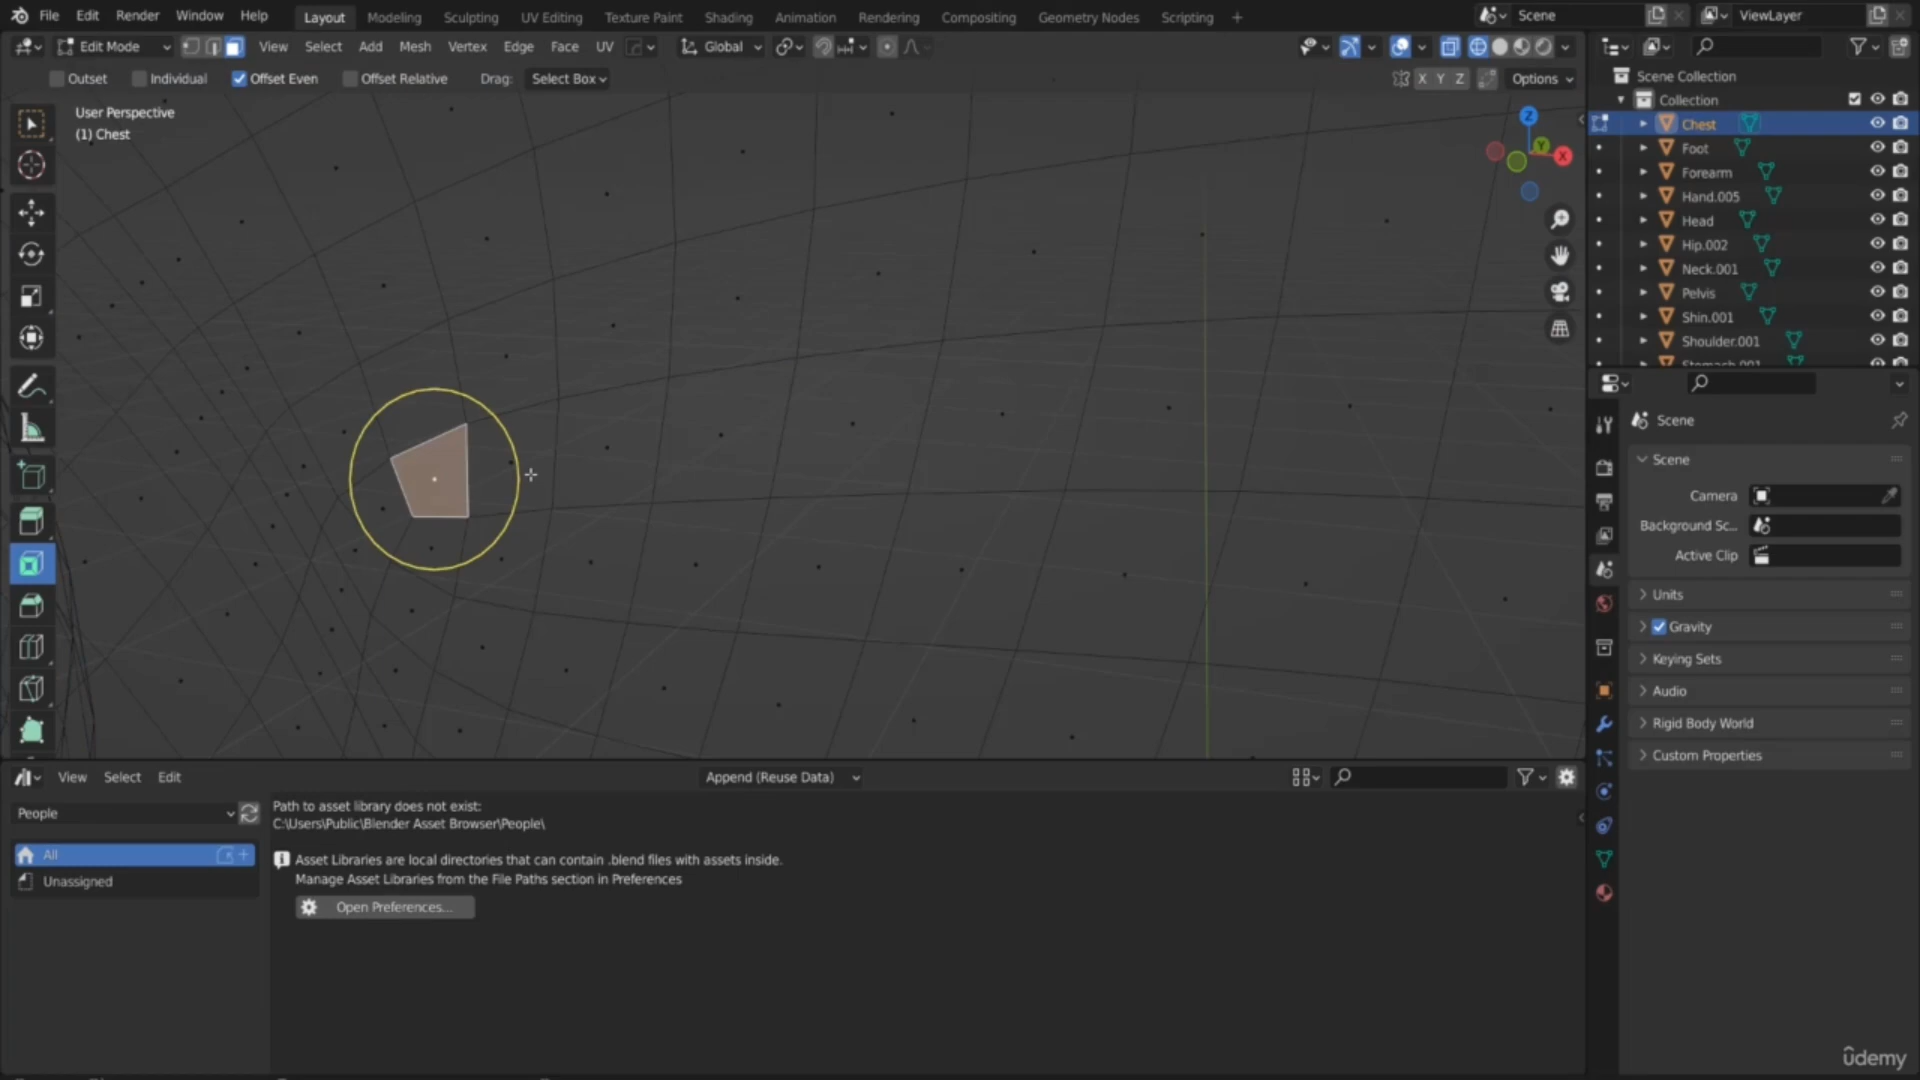 File Edit Render Window Help Layout Modeling Sculpting UV Editing Texture Paint Shading Animation Rendering Compositing Geometry Nodes Scripting + Scene ViewLayer
Edit Mode View Select Add Mesh Vertex Edge Face UV Global
Outset Individual Offset Even Offset Relative Drag: Select Box X Y Z Options
User Perspective
(1) Chest
Z
Y
X
Scene Collection
Collection
Chest
Foot
Forearm
Hand.005
Head
Hip.002
Neck.001
Pelvis
Shin.001
Shoulder.001
Stomach.001
Scene
Scene
Camera
Background Sc...
Active Clip
Units
Gravity
Keying Sets
Audio
Rigid Body World
Custom Properties
View Select Edit Append (Reuse Data)
People
All
Unassigned
Path to asset library does not exist:
C:\Users\Public\Blender Asset Browser\People\
Asset Libraries are local directories that can contain .blend files with assets inside.
Manage Asset Libraries from the File Paths section in Preferences
Open Preferences...
ûdemy